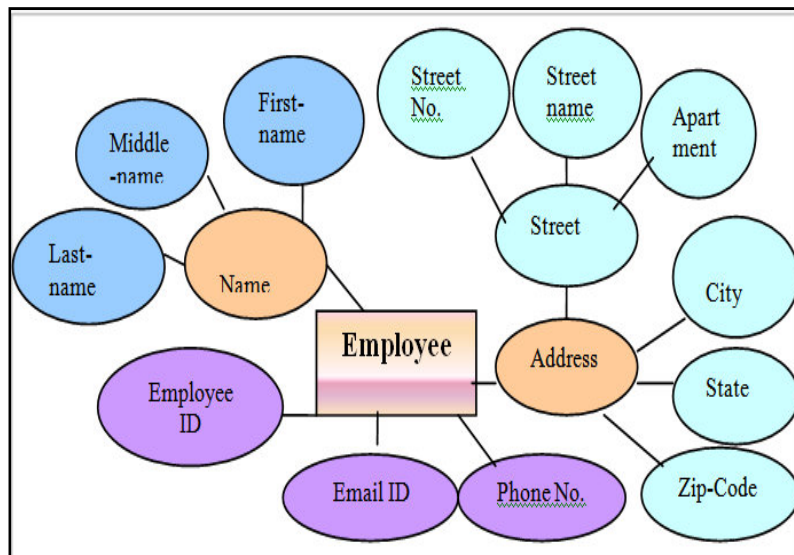 Street
No.
Street
name
Apart
ment
First-
name
Middle
-name
Last-
name
Name
Street
City
Employee
Address
State
Employee
ID
Email ID
Phone No.
Zip-Code